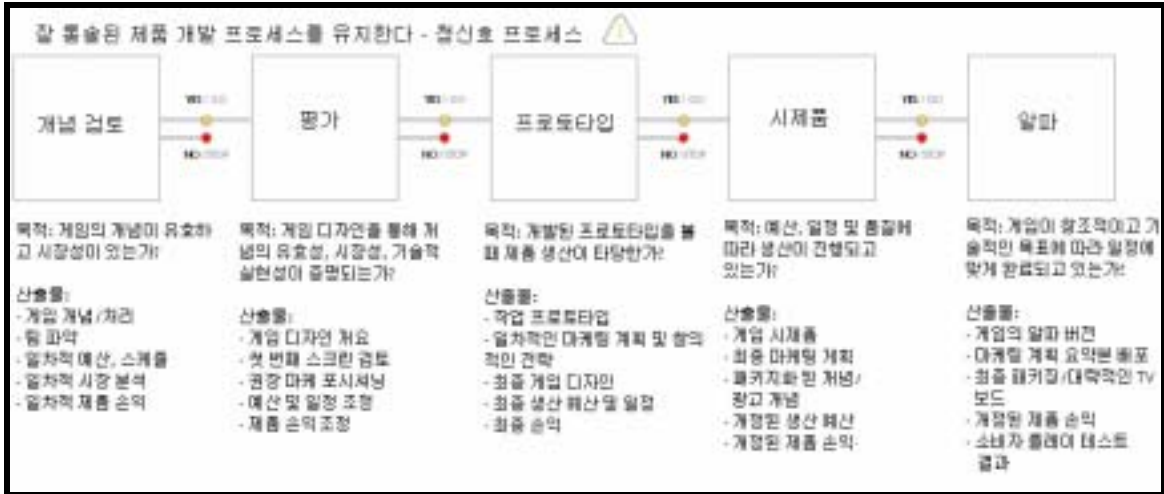 잘 통솔된 제품 개발 프로세스를 유지한다 - 청신호 프로세스
개념 검토
YES / GO
NO / STOP
평가
YES / GO
NO / STOP
프로토타입
YES / GO
NO / STOP
시제품
YES / GO
NO / STOP
알파
목적: 게임의 개념이 유효하
고 시장성이 있는가?
산출물:
- 게임 개념/처리
- 팀 파악
- 일차적 예산, 스케줄
- 일차적 시장 분석
- 일차적 제품 손익
목적: 게임 디자인을 통해 개
념의 유효성, 시장성, 기술적
실현성이 증명되는가?
산출물:
- 게임 디자인 개요
- 첫 번째 스크린 검토
- 권장 마케 포시셔닝
- 예산 및 일정 조정
- 제품 손익 조정
목적: 개발된 프로토타입을 볼
때 제품 생산이 타당한가?
산출물:
- 작업 프로토타입
- 일차적인 마케팅 계획 및 창의
적인 전략
- 최종 게임 디자인
- 최종 생산 예산 및 일정
- 최종 손익
목적: 예산, 일정 및 품질에
따라 생산이 진행되고
있는가?
산출물:
- 게임 시제품
- 최종 마케팅 계획
- 패키지화 된 개념/
광고 개념
- 개정된 생산 예산
- 개정된 제품 손익
목적: 게임이 창조적이고 기
술적인 목표에 따라 일정에
맞게 완료되고 있는가?
산출물:
- 게임의 알파 버전
- 마케팅 계획 요약본 배포
- 최종 패키징/대략적인 TV
보드
- 개정된 제품 손익
- 소비자 플레이 테스트
결과